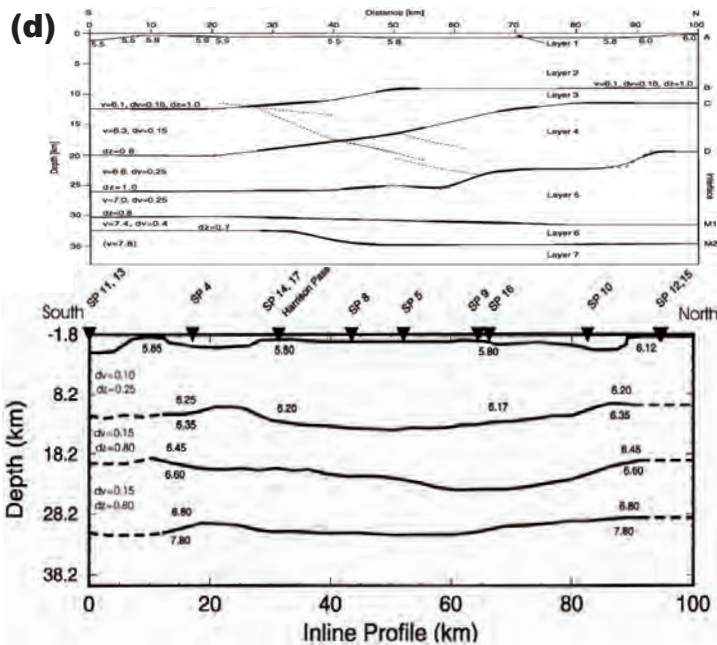 (d)
S Distance [km] N
0 10 20 30 40 50 60 70 80 90 100
0 A
5.5 5.5 5.9 5.9 5.9 5.5 5.6 5.8 6.0 6.0
Layer 1
5
Layer 2
B
v=6.1, dv=0.15, dz=1.0
10 Layer 3
C
v=6.1, dv=0.15, dz=1.0
15 v=6.3, dv=0.15 Layer 4
Depth [km]
D
20 dz=0.8
v=6.6, dv=0.25
25 dz=1.0 Layer 5
Interface
v=7.0, dv=0.25
30 dz=0.8 M1
v=7.4, dv=0.4 dz=0.7 Layer 6
35 (v=7.8) M2
Layer 7
SP 11, 13 SP 4 SP 14, 17 Harrison Pass SP 8 SP 5 SP 9 SP 16 SP 10 SP 12,15
South North
-1.8
5.85 5.80 5.80 6.12
dv=0.10
dz=0.25
8.2 6.25 6.20 6.17 6.20
6.35 6.35
dv=0.15
dz=0.80
18.2 6.45 6.45
6.60 6.60
dv=0.15
dz=0.80
28.2 6.80 6.80
7.80 7.80
38.2
Depth (km)
0 20 40 60 80 100
Inline Profile (km)